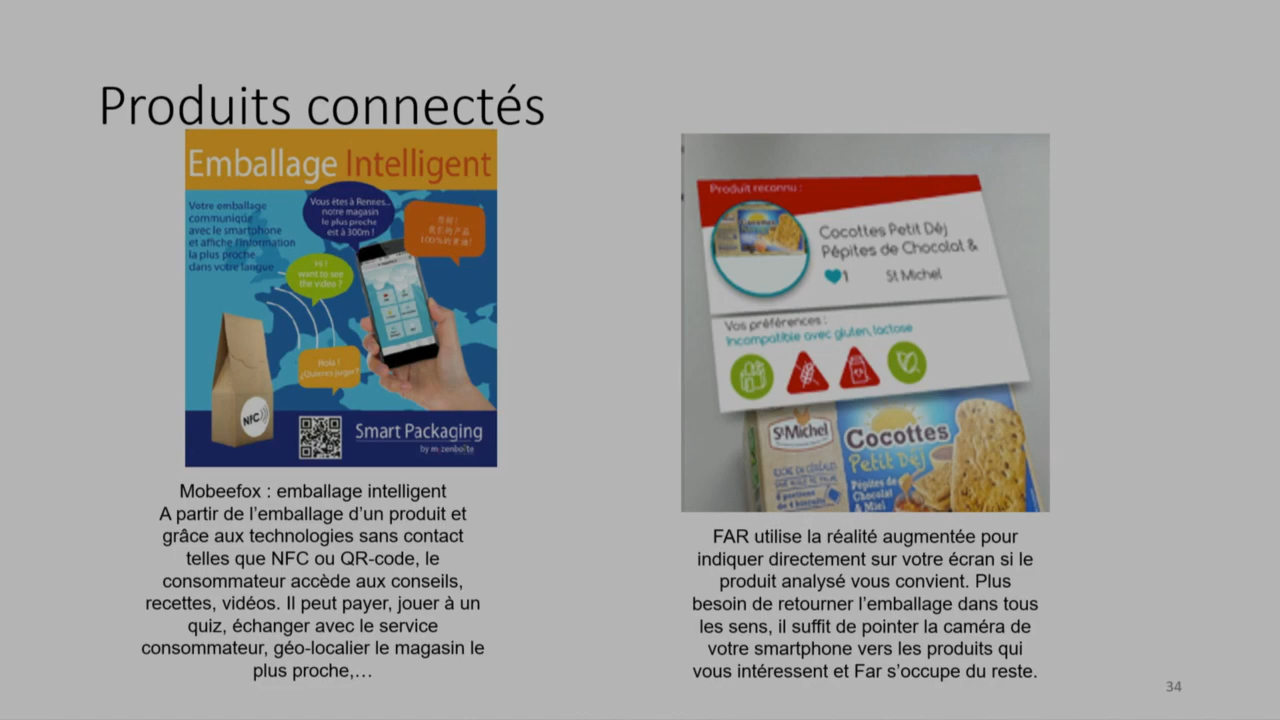 Produits connectés
Emballage Intelligent
Votre emballage
communique
avec le smartphone
et affiche l'information
la plus proche
dans votre langue
Vous êtes à Rennes...
notre magasin
le plus proche
est à 300m !
Hi !
want to see
the video ?
Hola !
¿Quieres jugar?
NFC
Smart Packaging
by mezenboite
Mobeefox : emballage intelligent
A partir de l’emballage d’un produit et
grâce aux technologies sans contact
telles que NFC ou QR-code, le
consommateur accède aux conseils,
recettes, vidéos. Il peut payer, jouer à un
quiz, échanger avec le service
consommateur, géo-localier le magasin le
plus proche,…
Produit reconnu :
Cocottes Petit Déj
Pépites de Chocolat &
1 St Michel
Vos préférences :
Incompatible avec gluten, lactose
St Michel
Cocottes
Petit Déj
Pépites de
Chocolat
& Miel
FAR utilise la réalité augmentée pour
indiquer directement sur votre écran si le
produit analysé vous convient. Plus
besoin de retourner l’emballage dans tous
les sens, il suffit de pointer la caméra de
votre smartphone vers les produits qui
vous intéressent et Far s’occupe du reste.
34